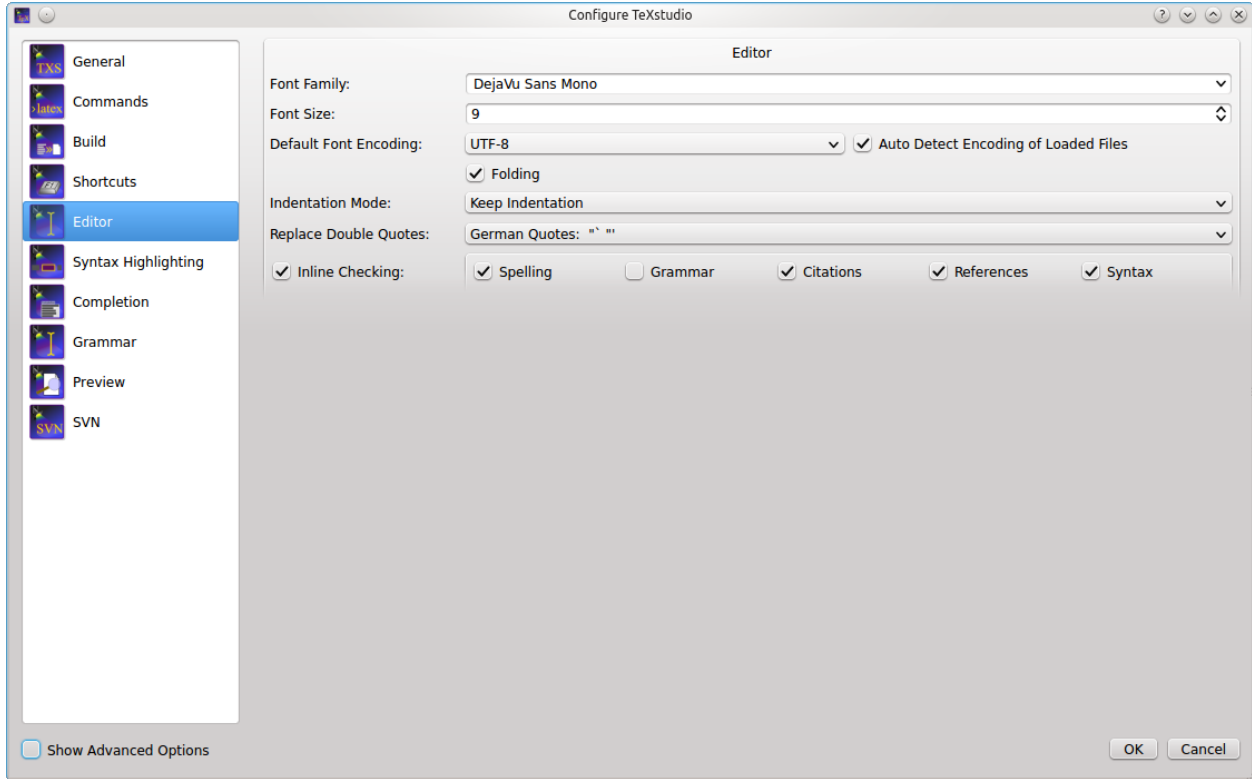 Configure TeXstudio
TXS General
>latex Commands
Build
Shortcuts
Editor
Syntax Highlighting
Completion
Grammar
Preview
SVN SVN
Editor
Font Family: DejaVu Sans Mono
Font Size: 9
Default Font Encoding: UTF-8 Auto Detect Encoding of Loaded Files
Folding
Indentation Mode: Keep Indentation
Replace Double Quotes: German Quotes: "` "'
Inline Checking: Spelling Grammar Citations References Syntax
Show Advanced Options
OK Cancel